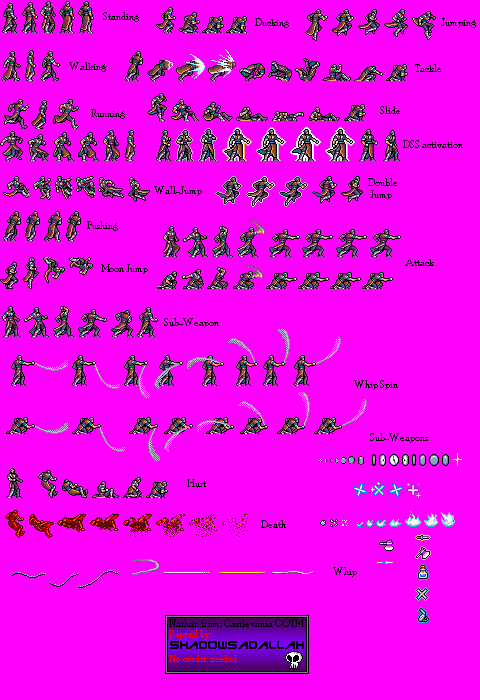 Standing
Ducking
Jumping
Walking
Tackle
Running
Slide
DSS activation
Wall-Jump
Double
Jump
Pushing
Moon Jump
Attack
Sub-Weapon
Whip Spin
Sub-Weapons
Hurt
Death
Whip
Nathan from: Castlevania COTM
Ripped by:
SHADOWSADALLAH
No credits needed